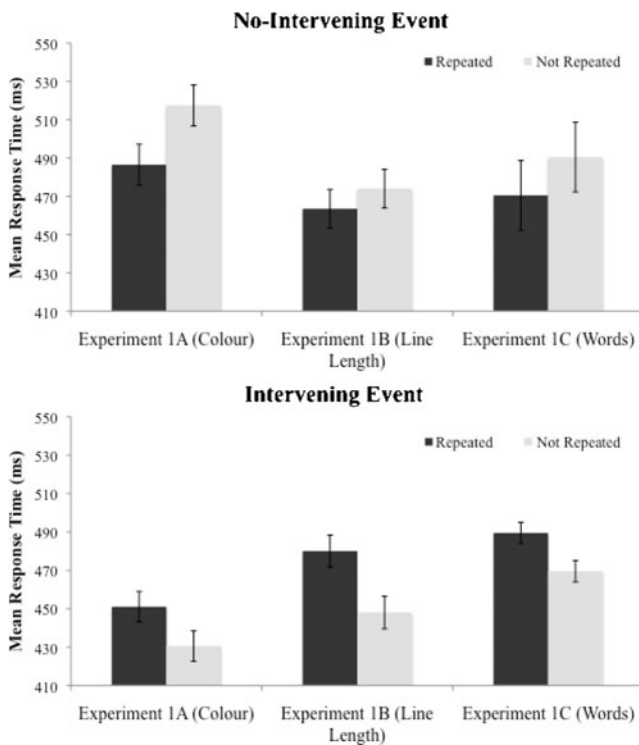 No-Intervening Event
Repeated Not Repeated
Mean Response Time (ms)
550
530
510
490
470
450
430
410
Experiment 1A (Colour) Experiment 1B (Line Length) Experiment 1C (Words)
Intervening Event
Repeated Not Repeated
Mean Response Time (ms)
550
530
510
490
470
450
430
410
Experiment 1A (Colour) Experiment 1B (Line Length) Experiment 1C (Words)